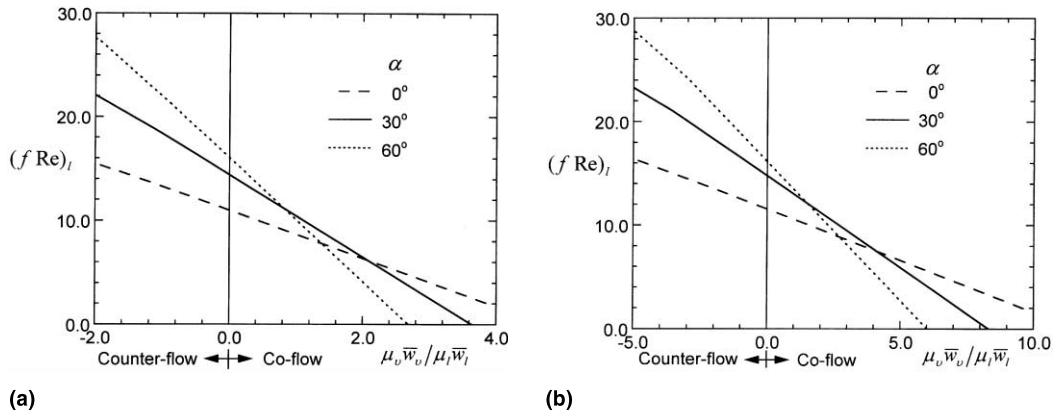 30.0
20.0
(f Re)l
10.0
0.0
-2.0 0.0 2.0 4.0
α
0°
30°
60°
Counter-flow ◄┼► Co-flow μυw̅υ/μlw̅l
(a)
30.0
20.0
(f Re)l
10.0
0.0
-5.0 0.0 5.0 10.0
α
0°
30°
60°
Counter-flow ◄┼► Co-flow μυw̅υ/μlw̅l
(b)